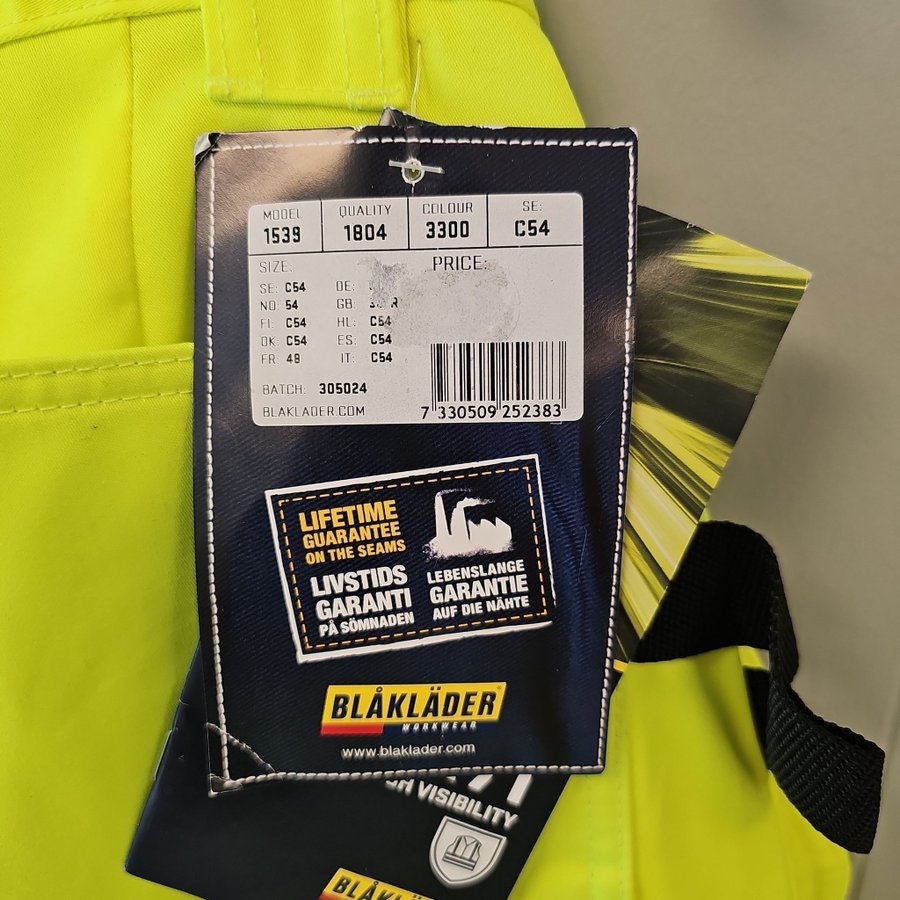 MODEL QUALITY COLOUR SE:
1539 1804 3300 C54
SIZE: PRICE:
SE: C54 DE:
NO: 54 GB:
FI: C54 HL: C54
DK: C54 ES: C54
FR: 48 IT: C54
BATCH: 305024
BLAKLADER.COM 7 330509 252383
LIFETIME
GUARANTEE
ON THE SEAMS
LIVSTIDS
GARANTI
PÅ SÖMNADEN
LEBENSLANGE
GARANTIE
AUF DIE NÄHTE
BLÅKLÄDER®
WORKWEAR
www.blaklader.com
VISIBILITY
BLÅKLÄDER